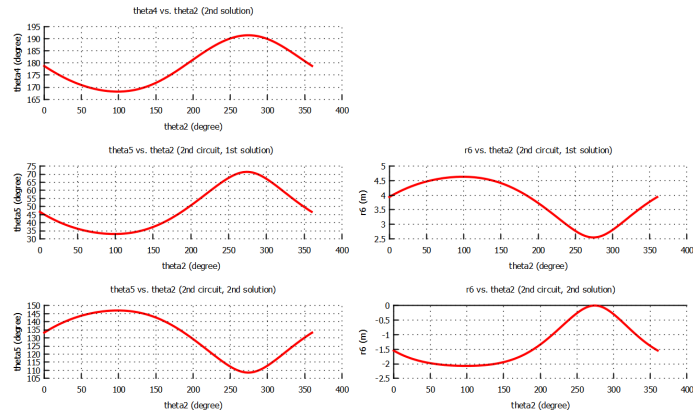 theta4 vs. theta2 (2nd solution)
theta4 (degree)
195
190
185
180
175
170
165
0 50 100 150 200 250 300 350 400
theta2 (degree)
theta5 vs. theta2 (2nd circuit, 1st solution)
theta5 (degree)
75
70
65
60
55
50
45
40
35
30
0 50 100 150 200 250 300 350 400
theta2 (degree)
r6 vs. theta2 (2nd circuit, 1st solution)
r6 (m)
5
4.5
4
3.5
3
2.5
0 50 100 150 200 250 300 350 400
theta2 (degree)
theta5 vs. theta2 (2nd circuit, 2nd solution)
theta5 (degree)
150
145
140
135
130
125
120
115
110
105
0 50 100 150 200 250 300 350 400
theta2 (degree)
r6 vs. theta2 (2nd circuit, 2nd solution)
r6 (m)
0
-0.5
-1
-1.5
-2
-2.5
0 50 100 150 200 250 300 350 400
theta2 (degree)